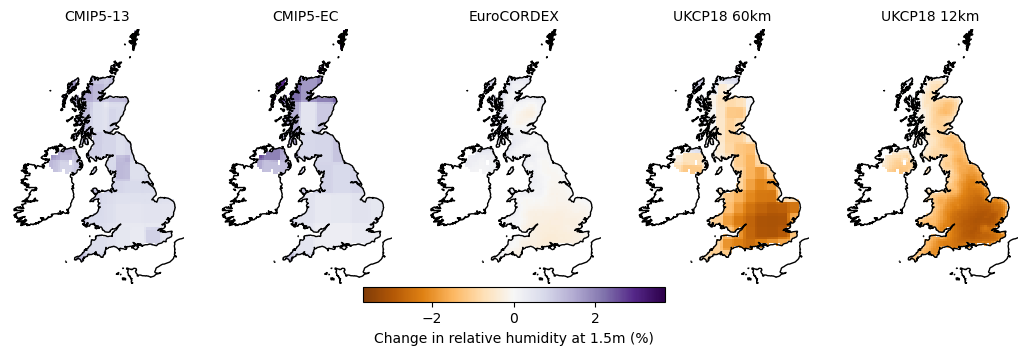 CMIP5-13 CMIP5-EC EuroCORDEX UKCP18 60km UKCP18 12km
−2 0 2
Change in relative humidity at 1.5m (%)